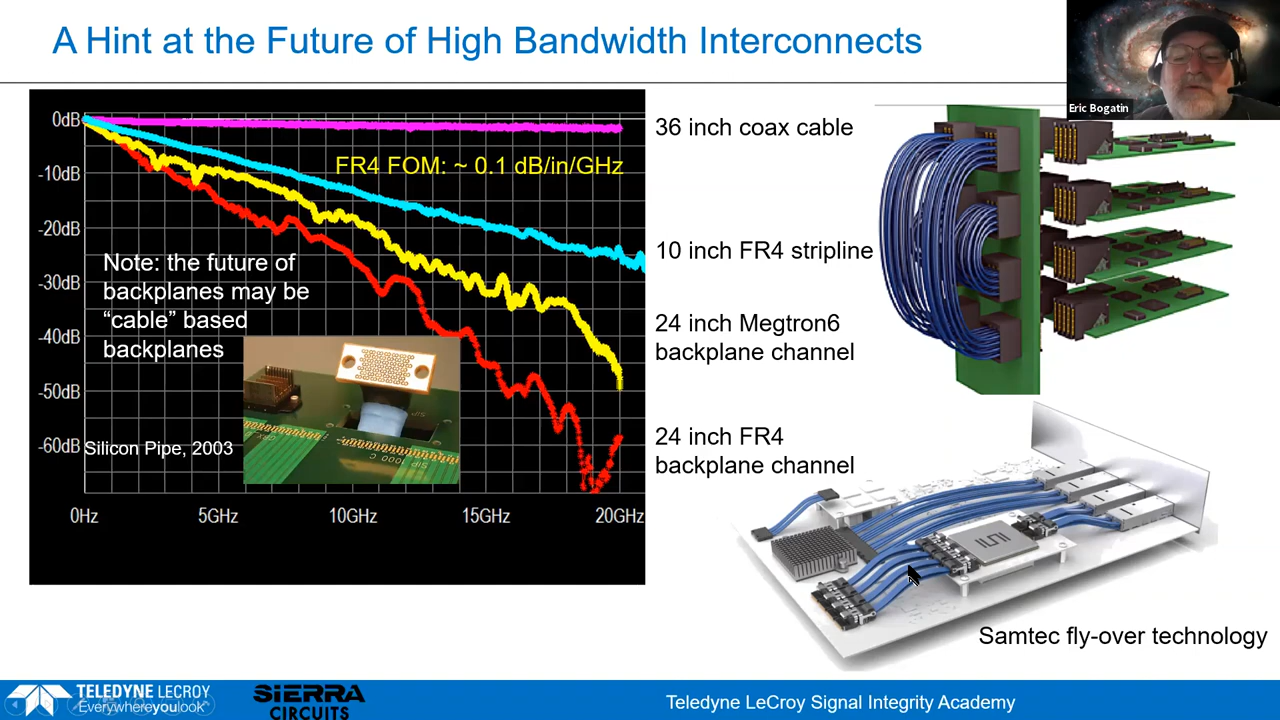 A Hint at the Future of High Bandwidth Interconnects
Eric Bogatin
0dB
-10dB
-20dB
-30dB
-40dB
-50dB
-60dB
0Hz
5GHz
10GHz
15GHz
20GHz
FR4 FOM: ~ 0.1 dB/in/GHz
Note: the future of
backplanes may be
“cable” based
backplanes
Silicon Pipe, 2003
36 inch coax cable
10 inch FR4 stripline
24 inch Megtron6
backplane channel
24 inch FR4
backplane channel
Samtec fly-over technology
TELEDYNE LECROY
Everywhereyoulook
SIERRA
CIRCUITS
Teledyne LeCroy Signal Integrity Academy